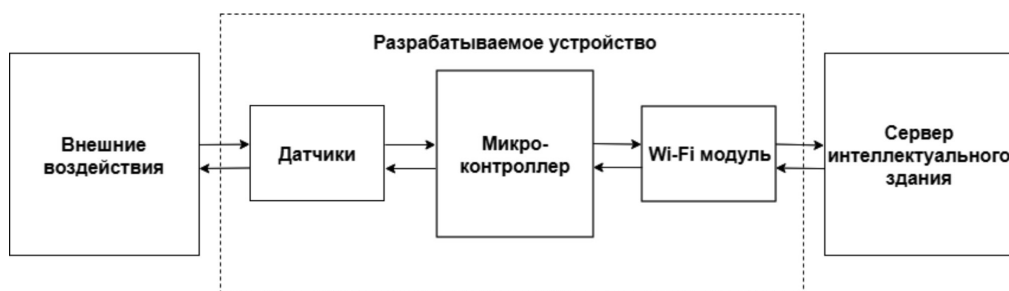 Разрабатываемое устройство
Внешние
воздействия
Датчики
Микро-
контроллер
Wi-Fi модуль
Сервер
интеллектуального
здания